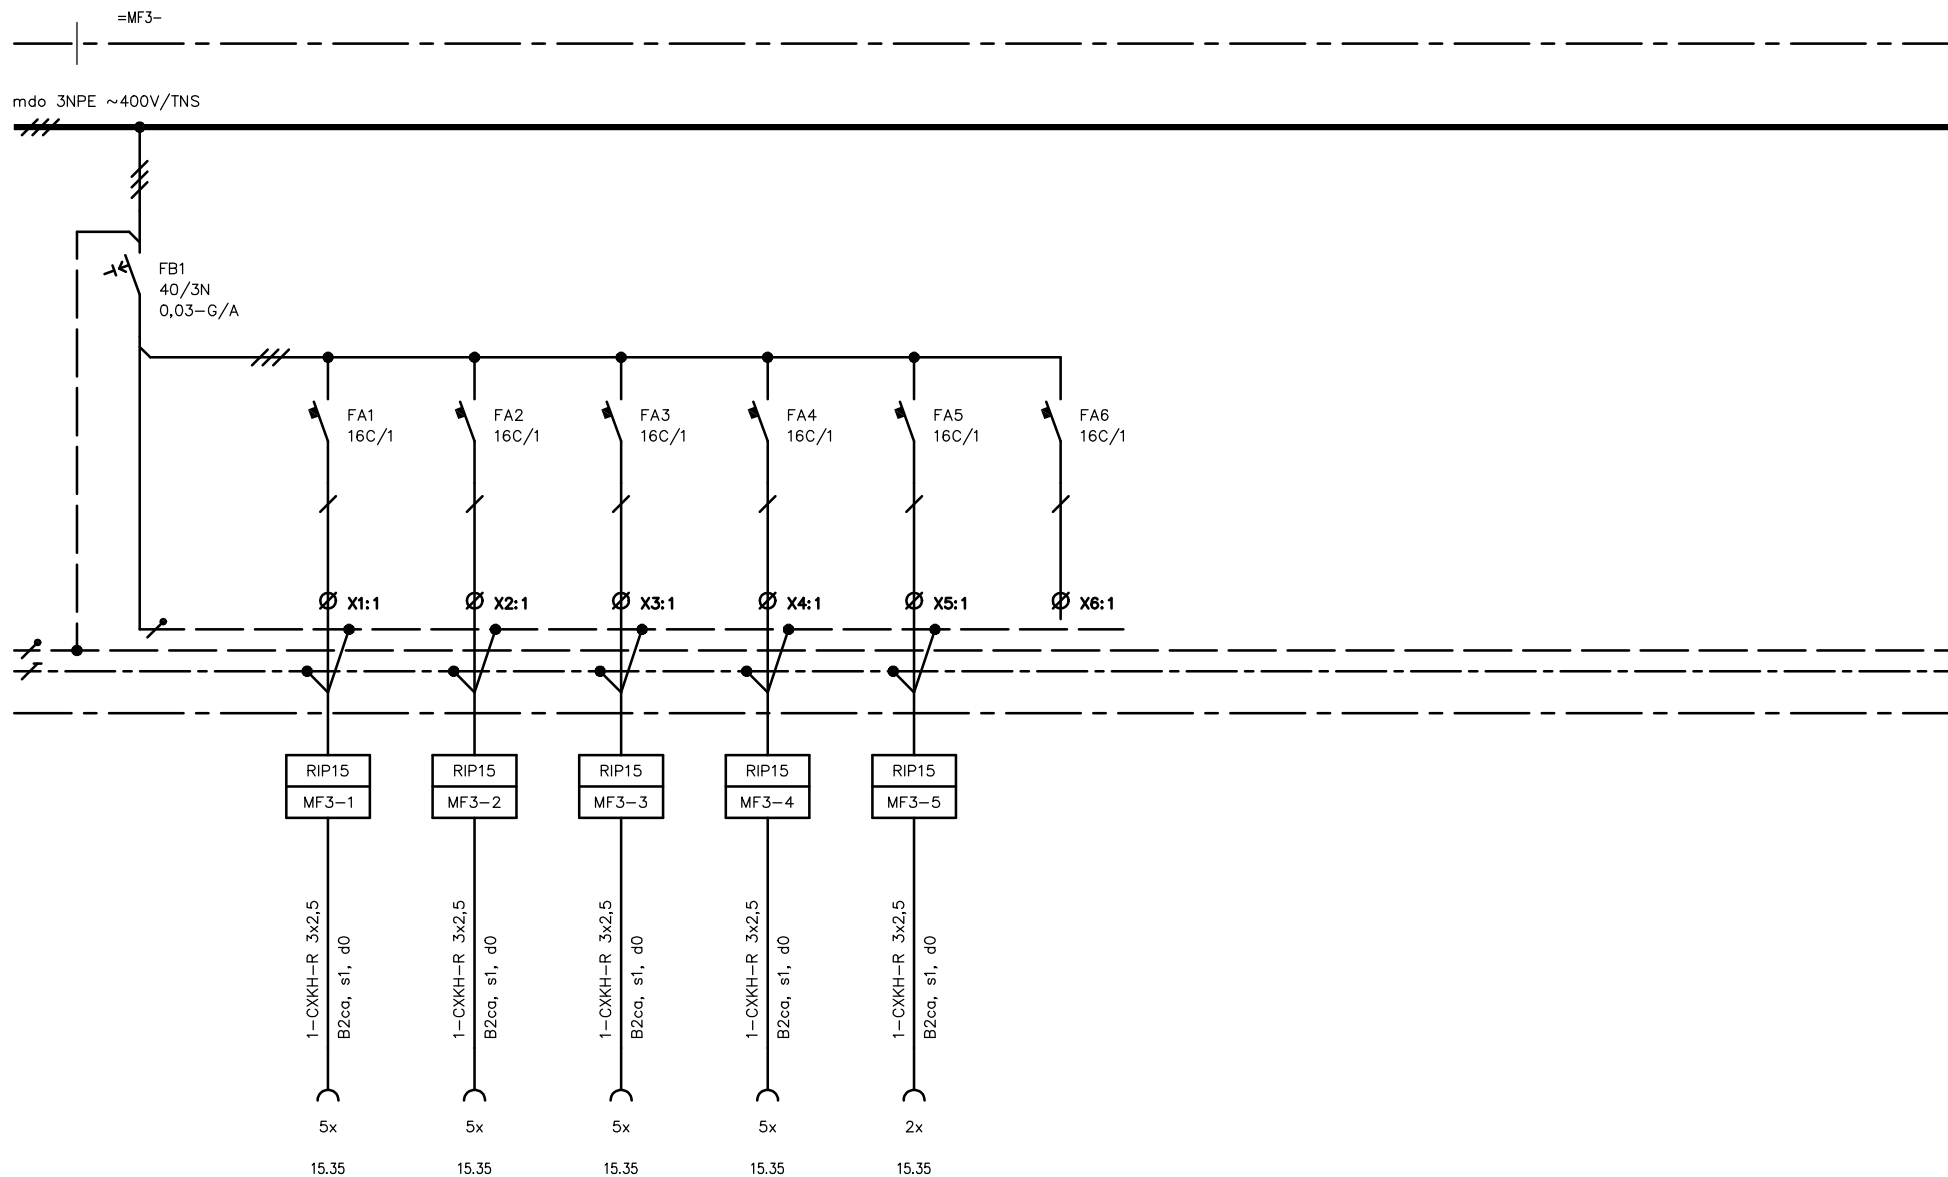 =MF3-
mdo 3NPE ~400V/TNS
FB1
40/3N
0,03-G/A
FA1
16C/1
FA2
16C/1
FA3
16C/1
FA4
16C/1
FA5
16C/1
FA6
16C/1
X1:1
X2:1
X3:1
X4:1
X5:1
X6:1
RIP15
MF3-1
RIP15
MF3-2
RIP15
MF3-3
RIP15
MF3-4
RIP15
MF3-5
1-CXKH-R 3x2,5
B2ca, s1, d0
1-CXKH-R 3x2,5
B2ca, s1, d0
1-CXKH-R 3x2,5
B2ca, s1, d0
1-CXKH-R 3x2,5
B2ca, s1, d0
1-CXKH-R 3x2,5
B2ca, s1, d0
5x
5x
5x
5x
2x
15.35
15.35
15.35
15.35
15.35